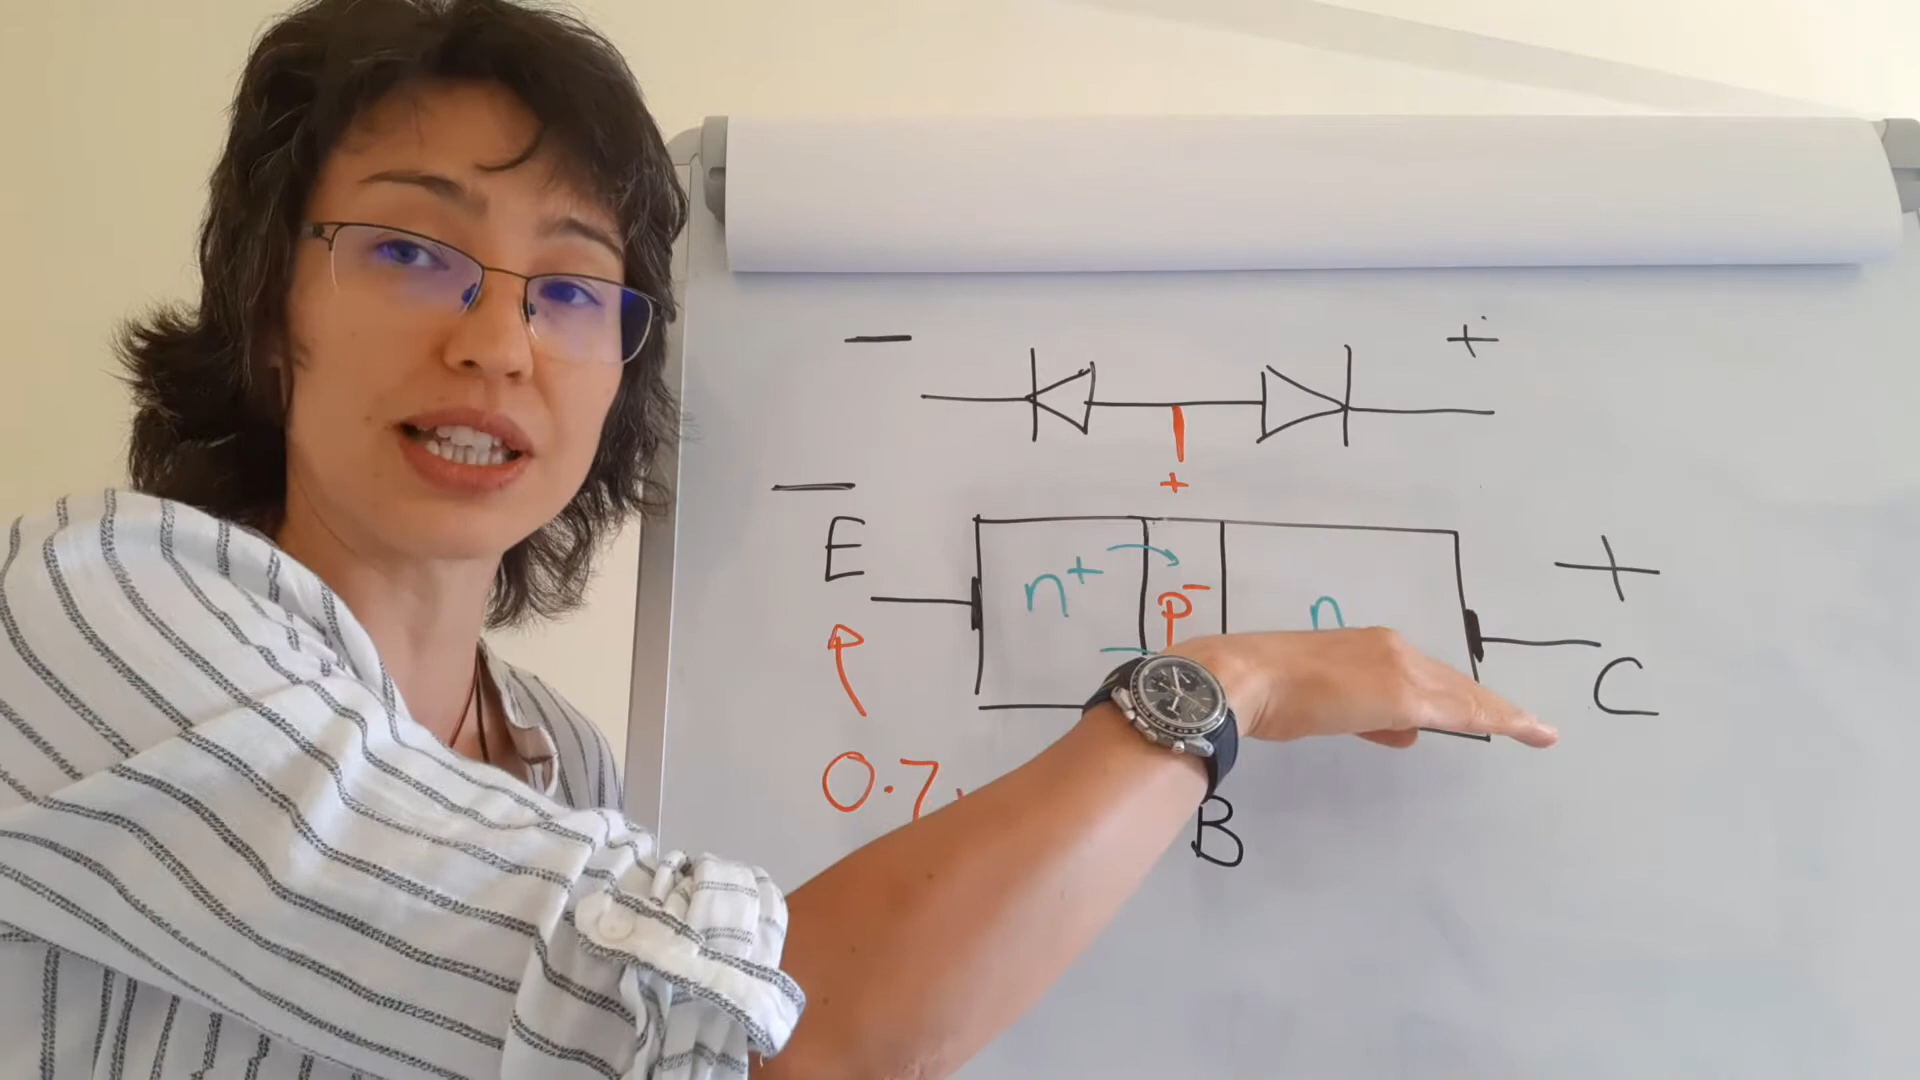 − +
+
−
E n⁺ p⁻ n +
C
0.7
B